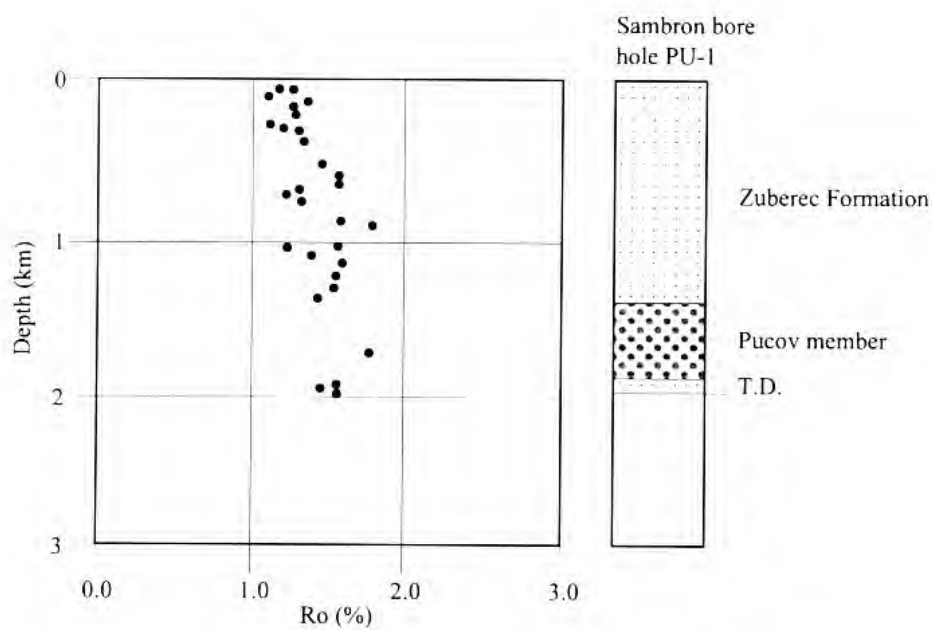 Sambron bore
hole PU-1
0
1
2
3
Depth (km)
0.0 1.0 2.0 3.0
Ro (%)
Zuberec Formation
Pucov member
T.D.